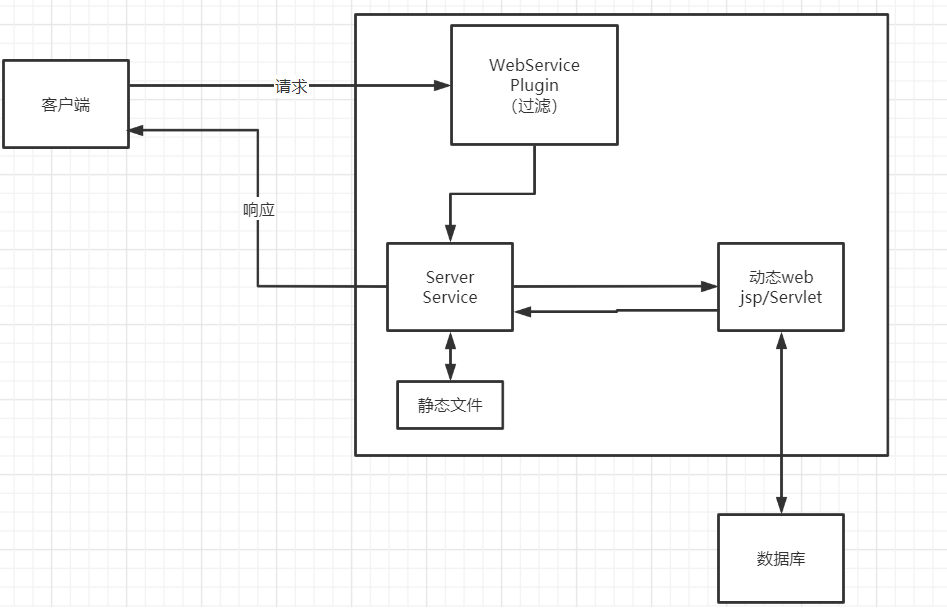 WebService
Plugin
（过滤）
请求
客户端
响应
Server
Service
动态web
jsp/Servlet
静态文件
数据库